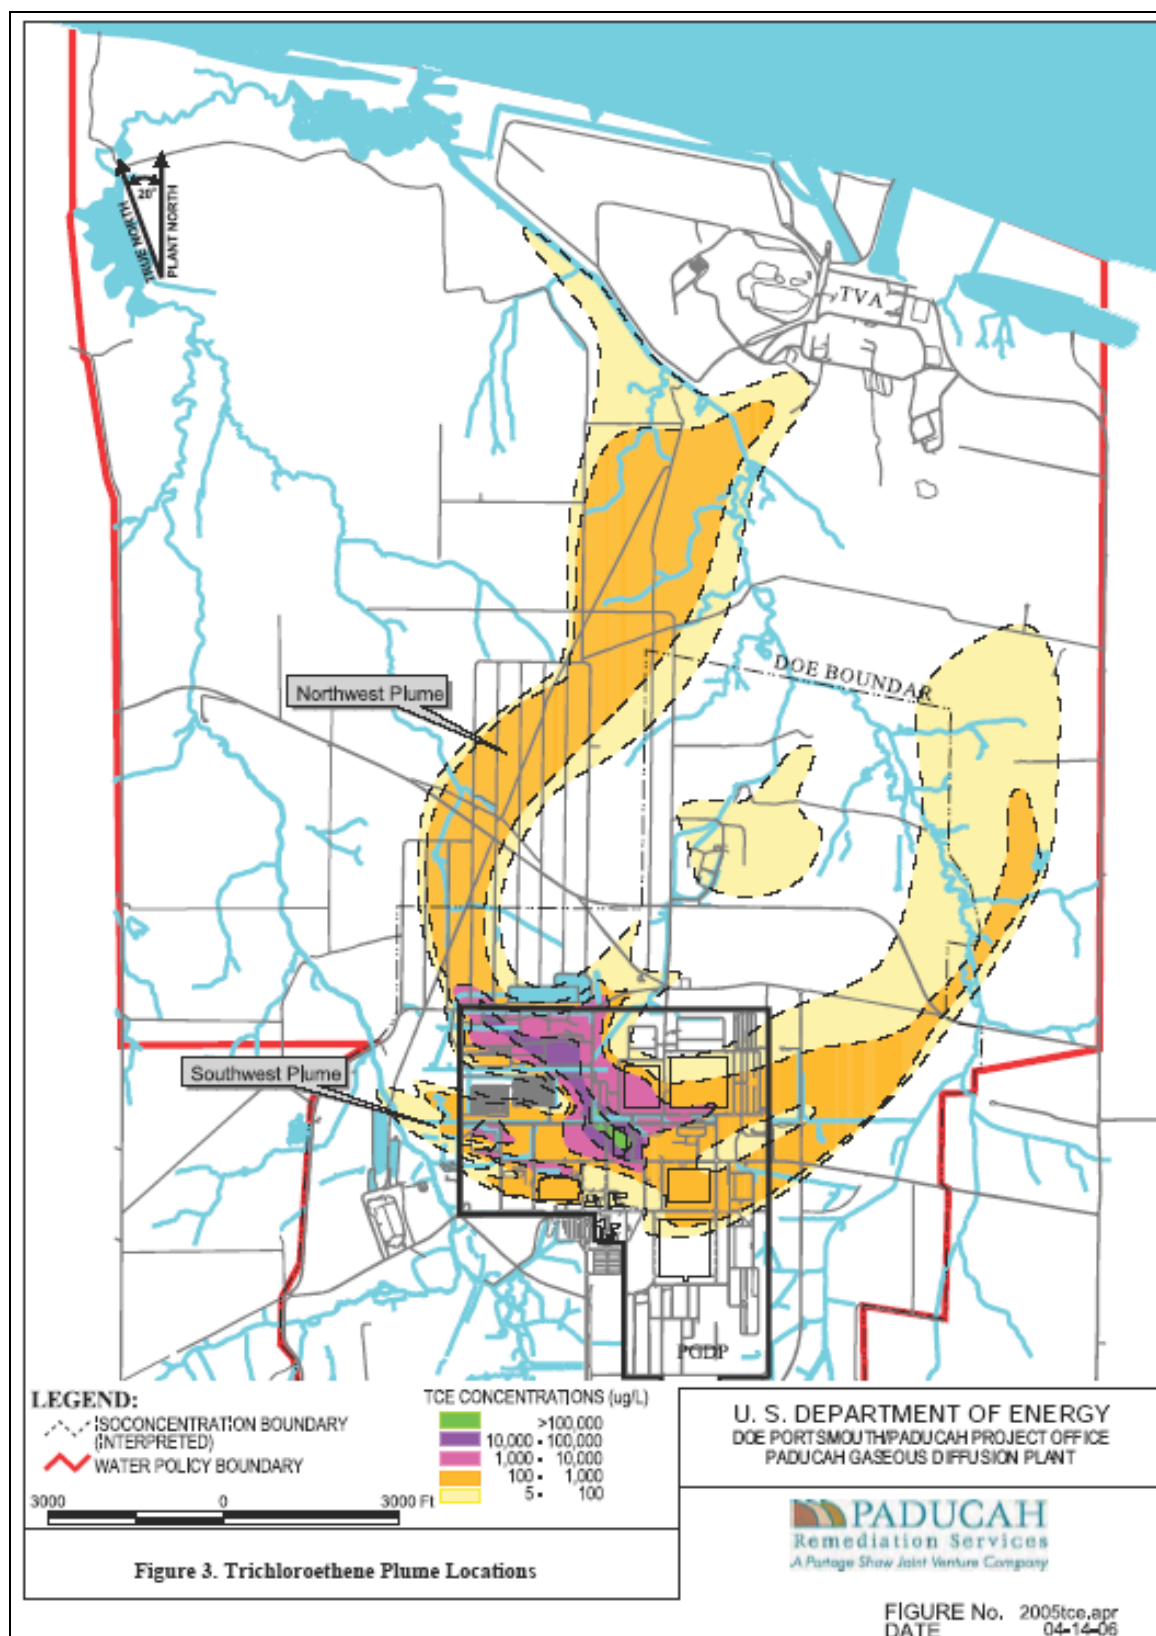 20°
TRUE NORTH
PLANT NORTH
TVA
DOE BOUNDAR
Northwest Plume
Southwest Plume
PGDP
LEGEND:
ISOCONCENTRATION BOUNDARY
(INTERPRETED)
WATER POLICY BOUNDARY
3000 0 3000 Ft
TCE CONCENTRATIONS (ug/L)
>100,000
10,000 - 100,000
1,000 - 10,000
100 - 1,000
5 - 100
Figure 3. Trichloroethene Plume Locations
U. S. DEPARTMENT OF ENERGY
DOE PORTSMOUTH/PADUCAH PROJECT OFFICE
PADUCAH GASEOUS DIFFUSION PLANT
PADUCAH
Remediation Services
A Portage Shaw Joint Venture Company
FIGURE No. 2005tce.apr
DATE 04-14-06